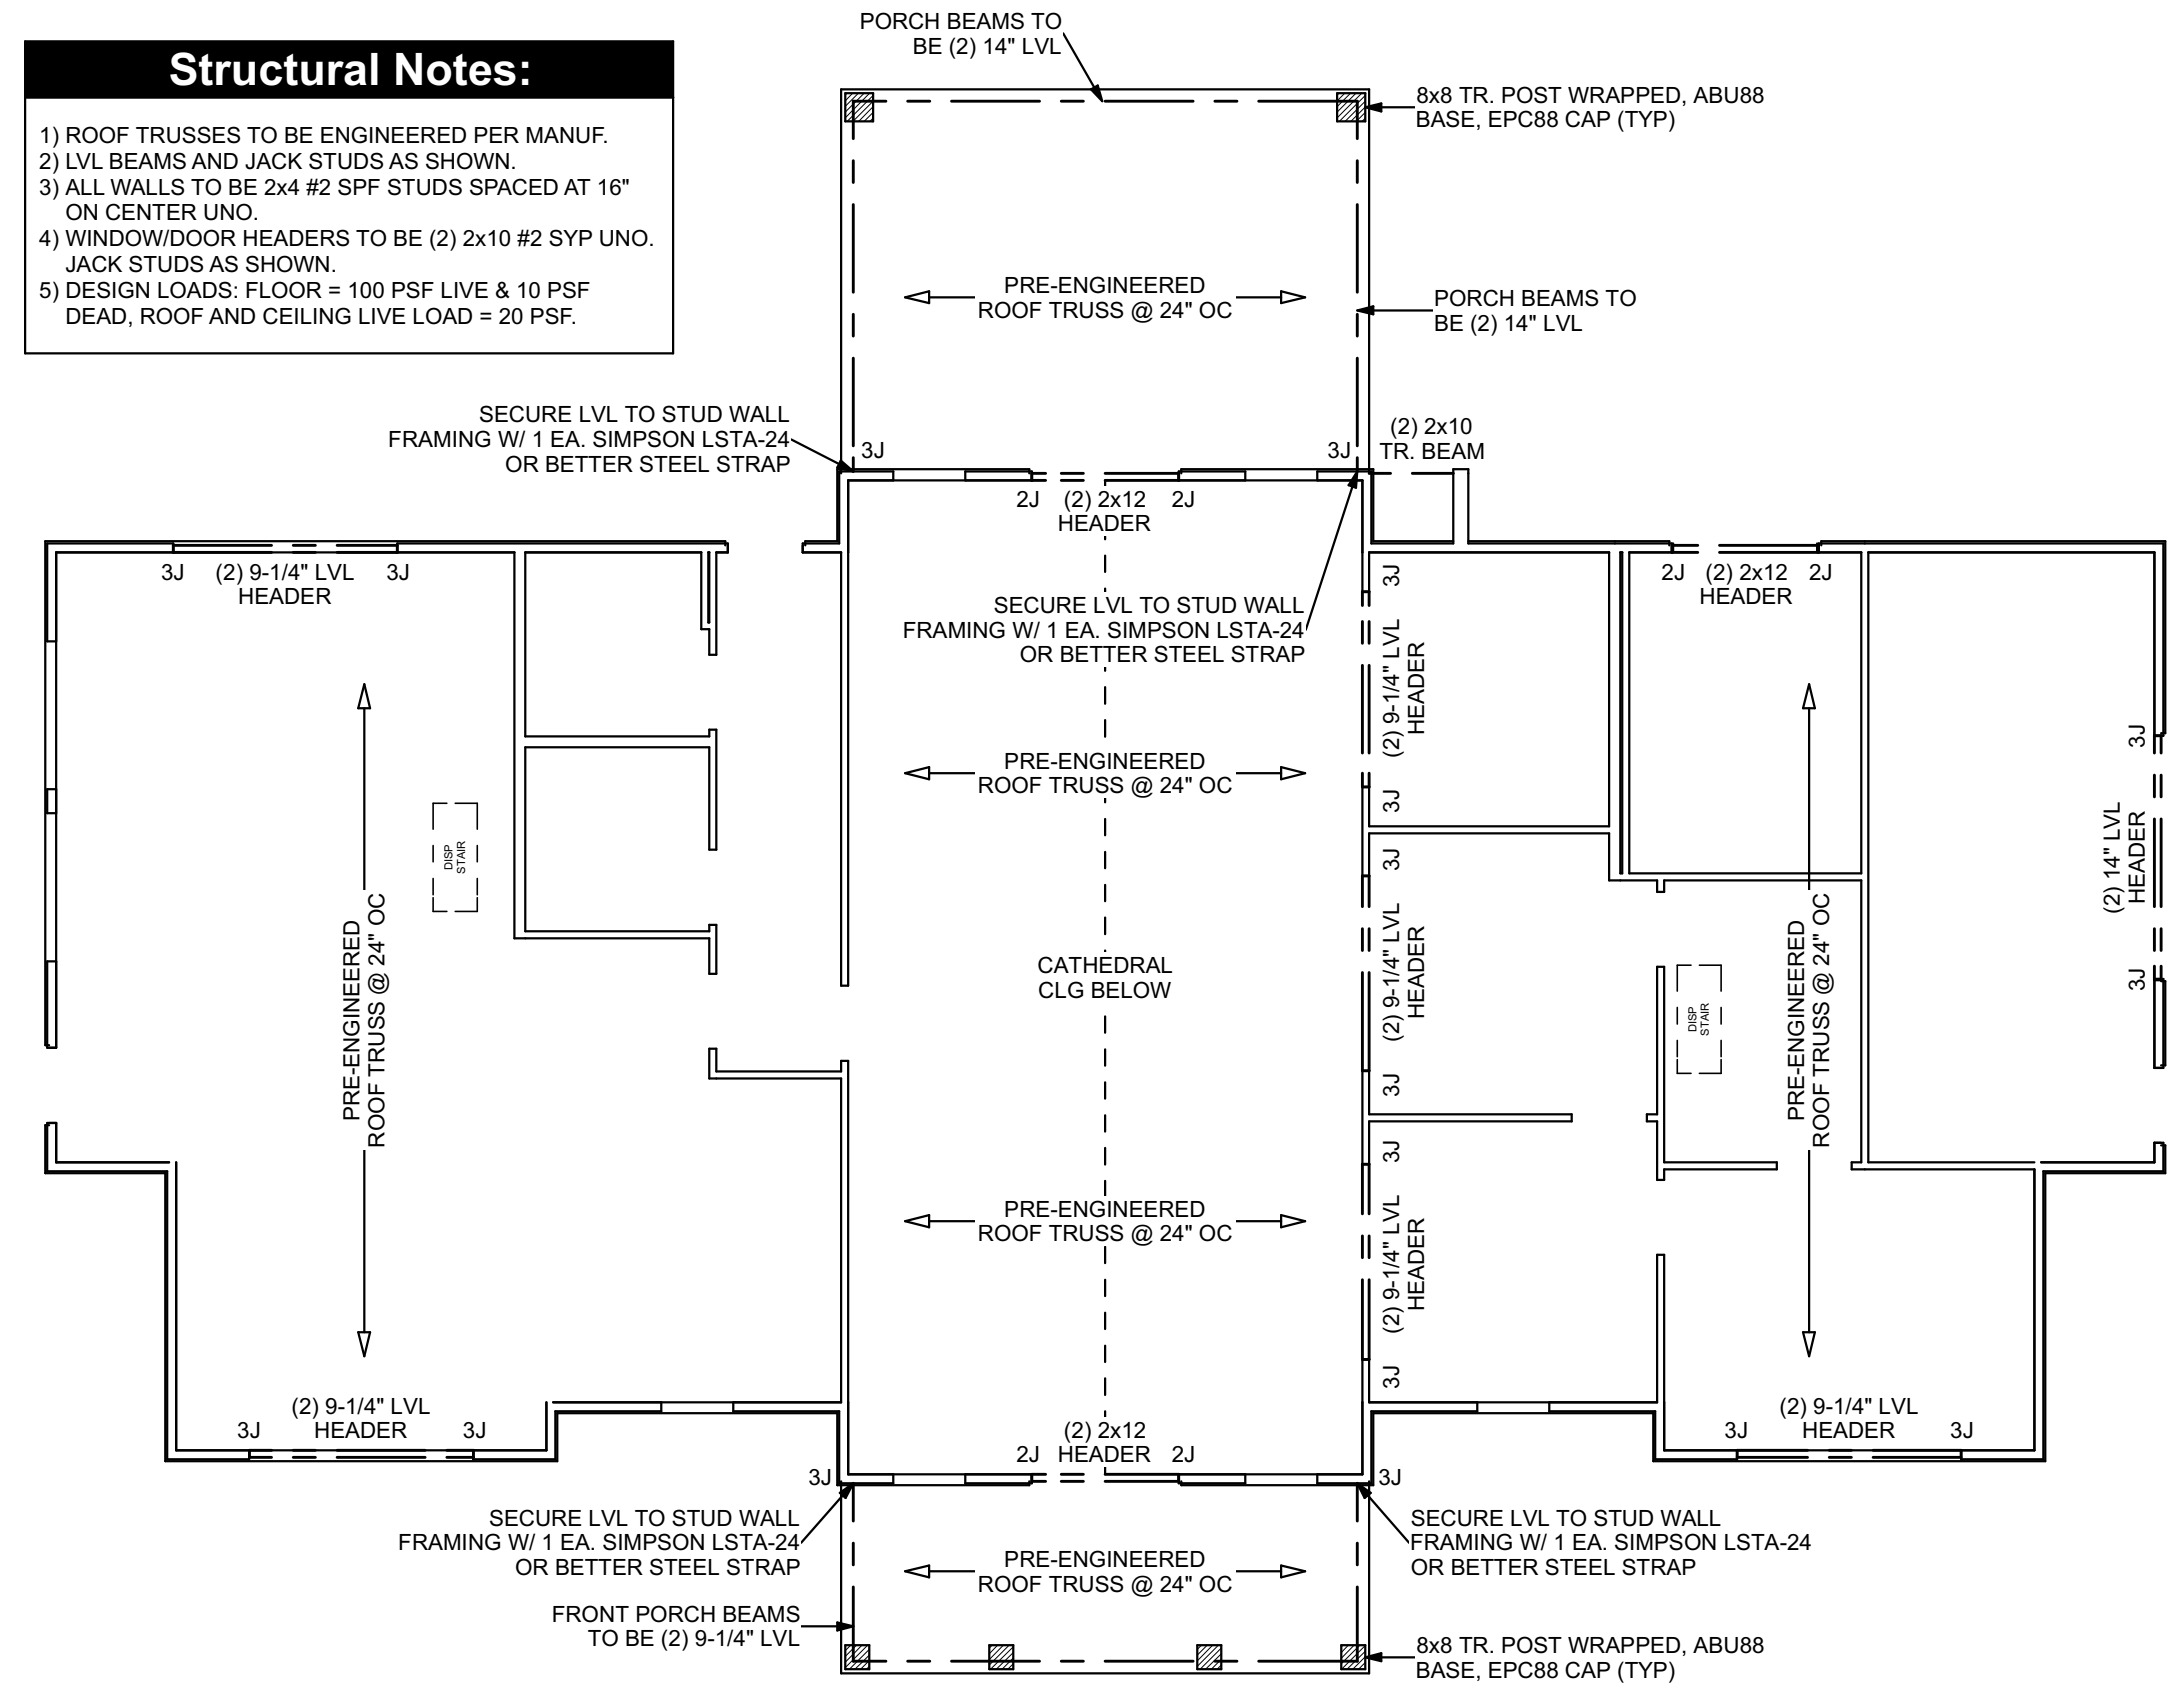 PORCH BEAMS TO
BE (2) 14" LVL
Structural Notes:
1) ROOF TRUSSES TO BE ENGINEERED PER MANUF.
2) LVL BEAMS AND JACK STUDS AS SHOWN.
3) ALL WALLS TO BE 2x4 #2 SPF STUDS SPACED AT 16"
ON CENTER UNO.
4) WINDOW/DOOR HEADERS TO BE (2) 2x10 #2 SYP UNO.
JACK STUDS AS SHOWN.
5) DESIGN LOADS: FLOOR = 100 PSF LIVE & 10 PSF
DEAD, ROOF AND CEILING LIVE LOAD = 20 PSF.
8x8 TR. POST WRAPPED, ABU88
BASE, EPC88 CAP (TYP)
PRE-ENGINEERED
ROOF TRUSS @ 24" OC
PORCH BEAMS TO
BE (2) 14" LVL
SECURE LVL TO STUD WALL
FRAMING W/ 1 EA. SIMPSON LSTA-24
OR BETTER STEEL STRAP
3J
3J
(2) 2x10
TR. BEAM
2J
(2) 2x12
HEADER
2J
3J
(2) 9-1/4" LVL
HEADER
3J
SECURE LVL TO STUD WALL
FRAMING W/ 1 EA. SIMPSON LSTA-24
OR BETTER STEEL STRAP
3J
(2) 9-1/4" LVL
HEADER
3J
2J
(2) 2x12
HEADER
2J
PRE-ENGINEERED
ROOF TRUSS @ 24" OC
3J
(2) 14" LVL
HEADER
3J
DISP
STAIR
PRE-ENGINEERED
ROOF TRUSS @ 24" OC
CATHEDRAL
CLG BELOW
3J
(2) 9-1/4" LVL
HEADER
3J
DISP
STAIR
PRE-ENGINEERED
ROOF TRUSS @ 24" OC
PRE-ENGINEERED
ROOF TRUSS @ 24" OC
3J
(2) 9-1/4" LVL
HEADER
3J
3J
(2) 9-1/4" LVL
HEADER
3J
2J
(2) 2x12
HEADER
2J
3J
(2) 9-1/4" LVL
HEADER
3J
3J
3J
SECURE LVL TO STUD WALL
FRAMING W/ 1 EA. SIMPSON LSTA-24
OR BETTER STEEL STRAP
PRE-ENGINEERED
ROOF TRUSS @ 24" OC
SECURE LVL TO STUD WALL
FRAMING W/ 1 EA. SIMPSON LSTA-24
OR BETTER STEEL STRAP
FRONT PORCH BEAMS
TO BE (2) 9-1/4" LVL
8x8 TR. POST WRAPPED, ABU88
BASE, EPC88 CAP (TYP)